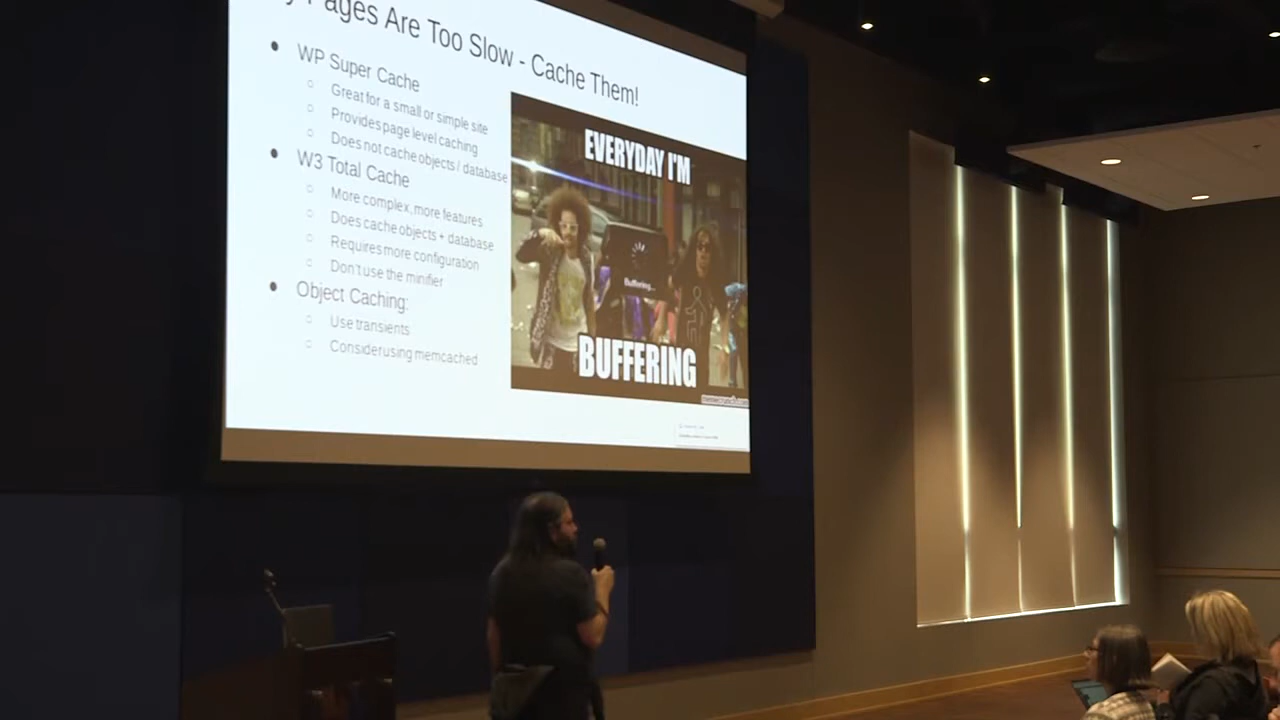 Pages Are Too Slow - Cache Them!
WP Super Cache
Great for a small or simple site
Provides page level caching
Does not cache objects / database
W3 Total Cache
More complex, more features
Does cache objects + database
Requires more configuration
Don't use the minifier
Object Caching:
Use transients
Consider using memcached
EVERYDAY I'M
Buffering...
BUFFERING